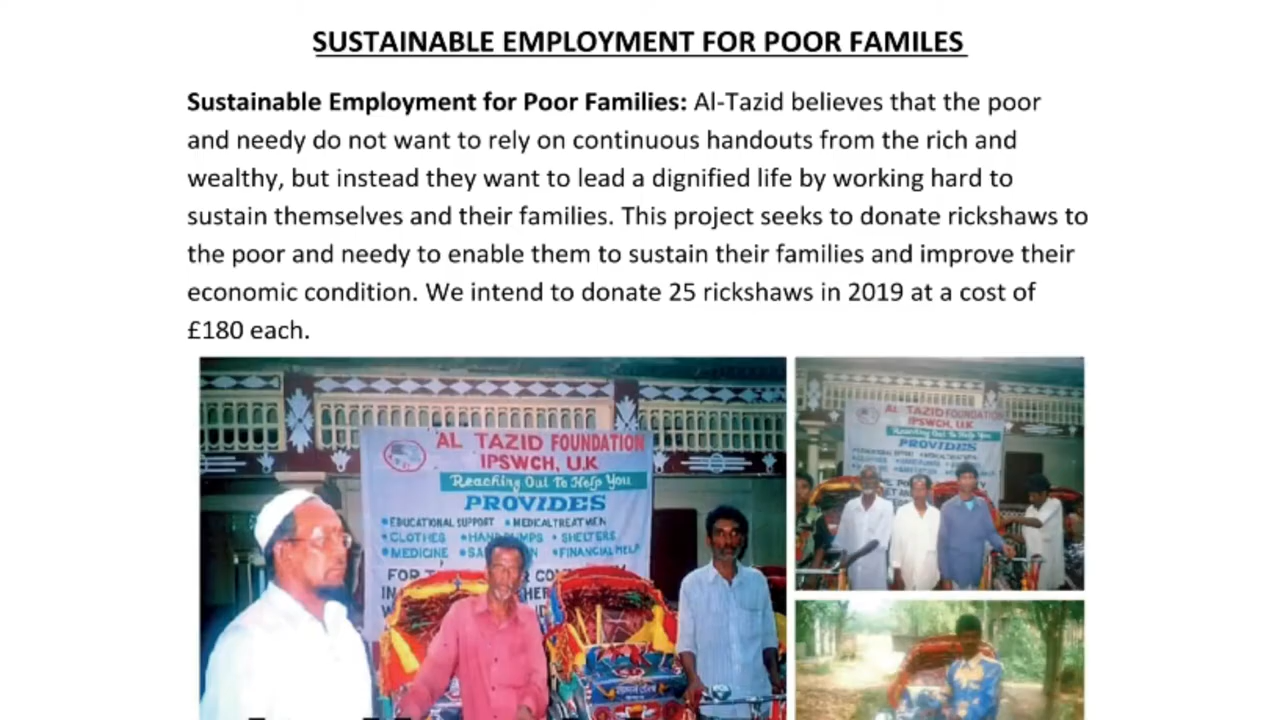 SUSTAINABLE EMPLOYMENT FOR POOR FAMILES
Sustainable Employment for Poor Families: Al-Tazid believes that the poor
and needy do not want to rely on continuous handouts from the rich and
wealthy, but instead they want to lead a dignified life by working hard to
sustain themselves and their families. This project seeks to donate rickshaws to
the poor and needy to enable them to sustain their families and improve their
economic condition. We intend to donate 25 rickshaws in 2019 at a cost of
£180 each.
AL TAZID FOUNDATION
IPSWCH, U.K
Reaching Out To Help You
PROVIDES
EDUCATIONAL SUPPORT • MEDICAL TREATMEN
• CLOTHES • SHELTERS
• MEDICINE • FINANCIAL HELP
FOR
AL TAZID FOUNDATION
IPSWCH, U.K
Reaching Out To Help You
PROVIDES